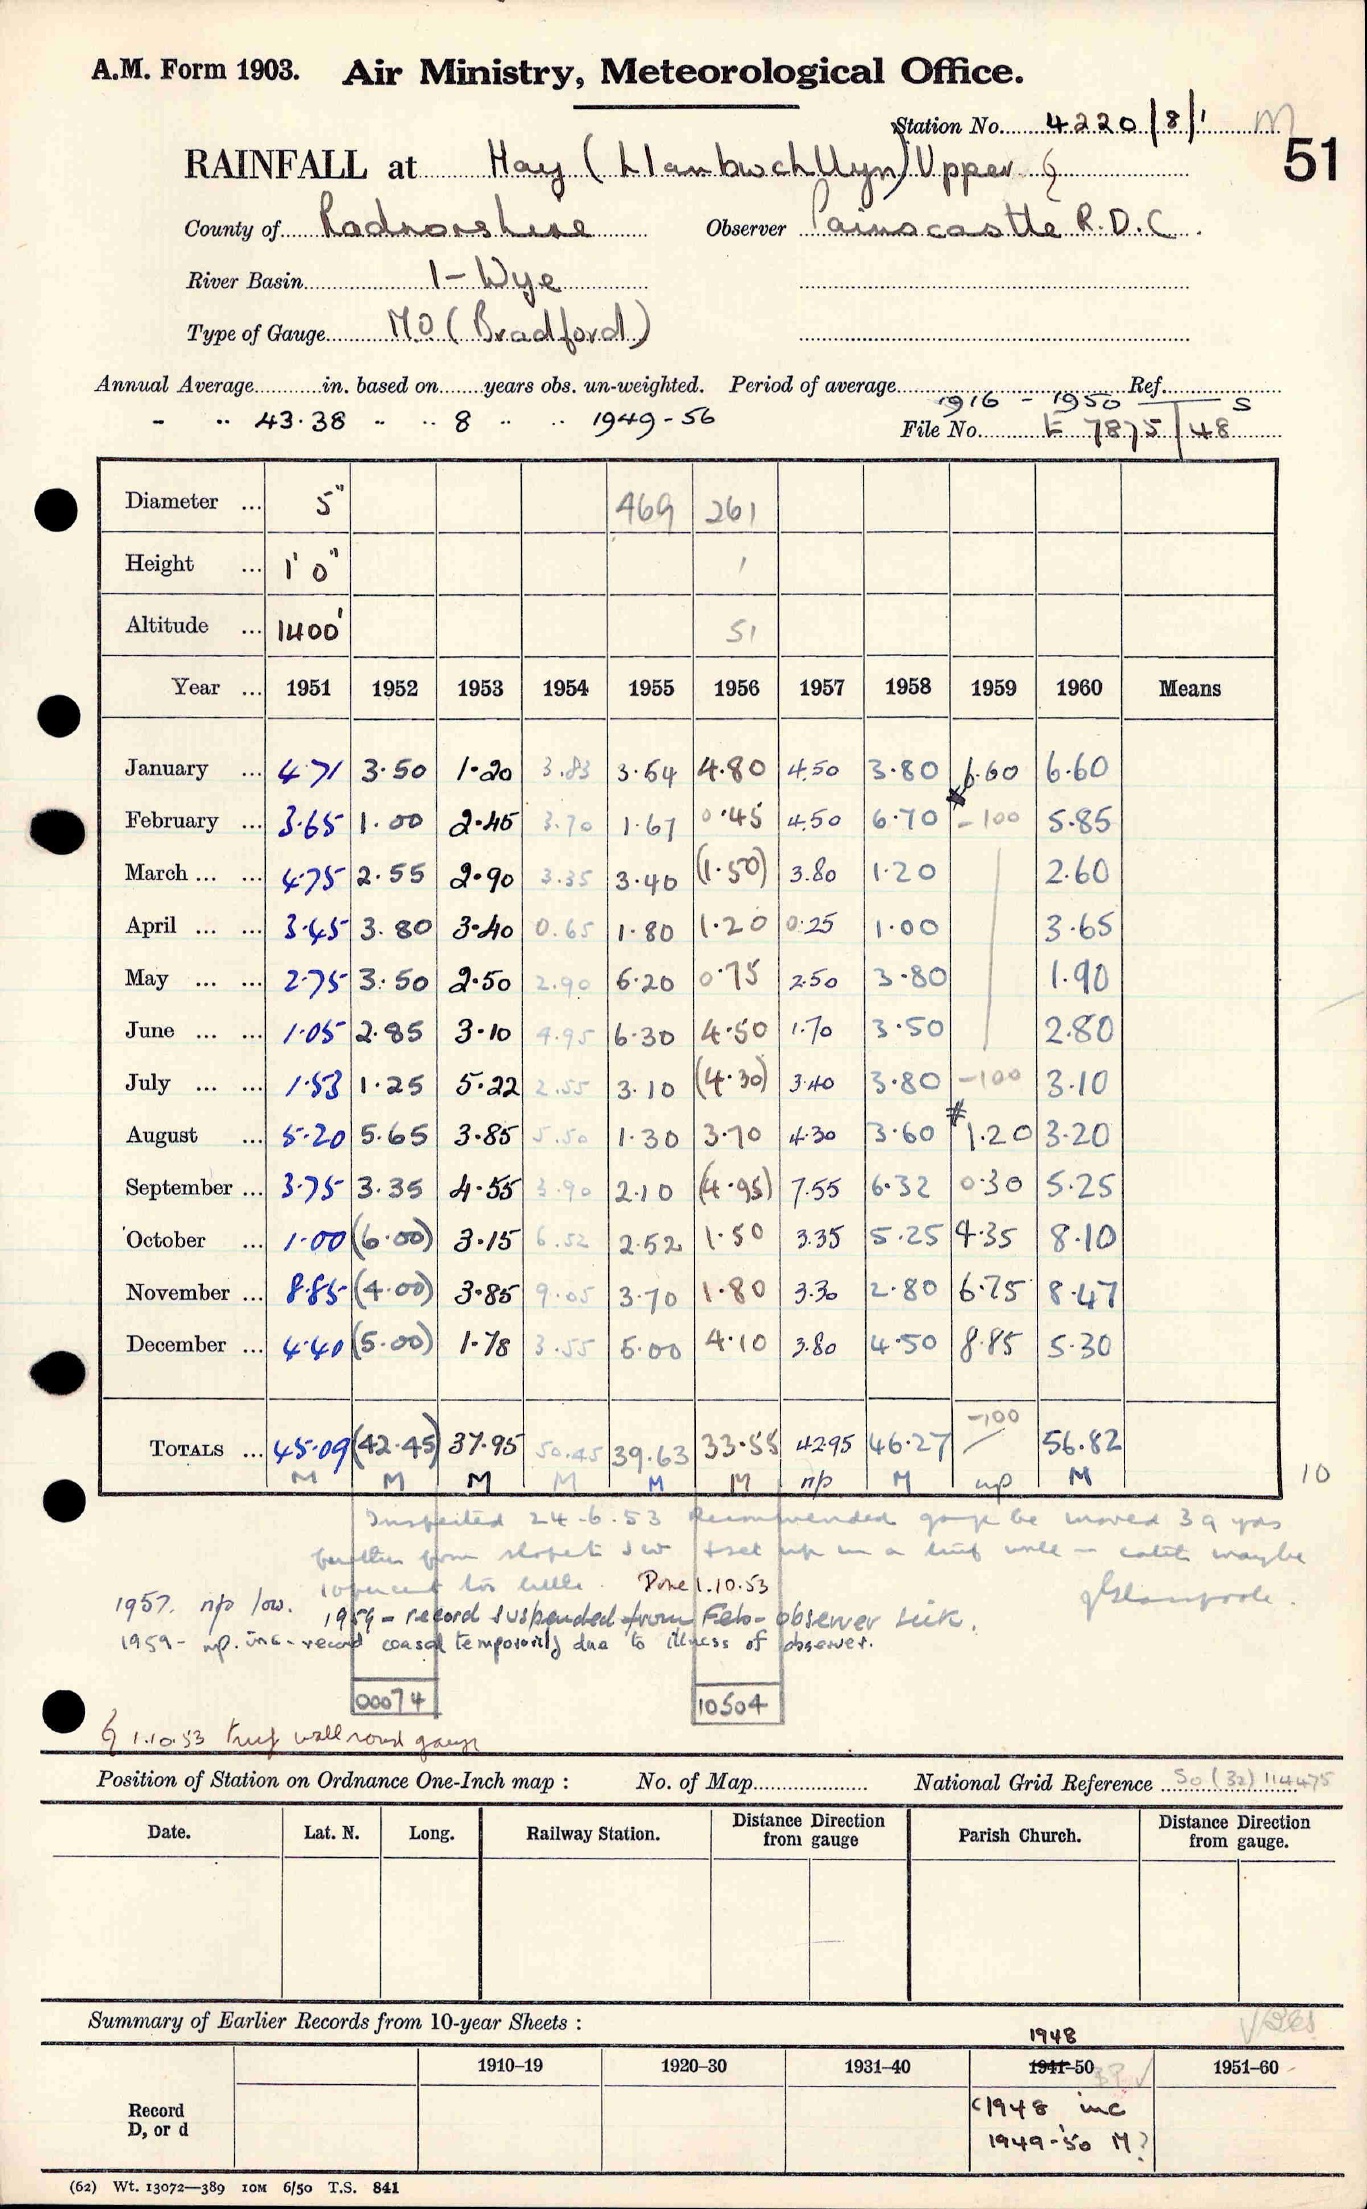 A.M. Form 1903. Air Ministry, Meteorological Office.
Station No. 4220/8/1 M
51
RAINFALL at Hay (Llanbwchllyn) Upper
County of Radnorshire Observer Painscastle R.D.C.
River Basin 1-Wye
Type of Gauge M.O. (Bradford)
Annual Average in. based on years obs. un-weighted. Period of average 1916 - 1950 Ref. S
- " 43.38 " " 8 " " 1949-56 File No. E 7875/48
Diameter ... 5" 469 261
Height ... 1' 0" 1
Altitude ... 1400' 51
Year ... 1951 1952 1953 1954 1955 1956 1957 1958 1959 1960 Means
January ... 4.71 3.50 1.20 3.83 3.54 4.80 4.50 3.80 6.60 6.60
February ... 3.65 1.00 2.45 3.70 1.67 0.45 4.50 6.70 -100 5.85
March ... ... 4.75 2.55 2.90 3.35 3.40 (1.50) 3.80 1.20 2.60
April ... ... 3.45 3.80 3.40 0.65 1.80 1.20 0.25 1.00 3.65
May ... ... 2.75 3.50 2.50 2.90 5.20 0.75 2.50 3.80 1.90
June ... ... 1.05 2.85 3.10 4.95 6.30 4.50 1.70 3.50 2.80
July ... ... 1.53 1.25 5.22 2.55 3.10 (4.30) 3.40 3.80 -100 3.10
August ... 5.20 5.65 3.85 5.50 1.30 3.70 4.30 3.60 1.20 3.20
September ... 3.75 3.35 4.55 3.90 2.10 (4.95) 7.55 6.32 0.30 5.25
October ... 1.00 (6.00) 3.15 6.52 2.52 1.50 3.35 5.25 4.35 8.10
November ... 8.85 (4.00) 3.85 9.05 3.70 1.80 3.30 2.80 6.75 8.47
December ... 4.40 (5.00) 1.78 3.55 5.00 4.10 3.80 4.50 8.85 5.30
TOTALS ... 45.09 (42.45) 37.95 50.45 39.63 33.55 42.95 46.27 -100 56.82
M M M M M M np M np M
10
Inspected 24.6.53 Recommended gauge be moved 39 yds
further from slope to SW & set up in a turf wall - catch maybe
10 percent too little. Done 1.10.53
1957. np low. 1959 - record suspended from Feb - observer sick.
1959 - np. inc - record ceased temporarily due to illness of observer.
00074 10504
1.10.53 turf wall round gauge
Position of Station on Ordnance One-Inch map : No. of Map National Grid Reference SO (32) 114475
Date. Lat. N. Long. Railway Station. Distance Direction from gauge Parish Church. Distance Direction from gauge.
Summary of Earlier Records from 10-year Sheets :
1948
1910-19 1920-30 1931-40 1941-50 1951-60
Record D, or d
<1948 inc
1949-50 M?
(62) Wt. 13072—389 10M 6/50 T.S. 841